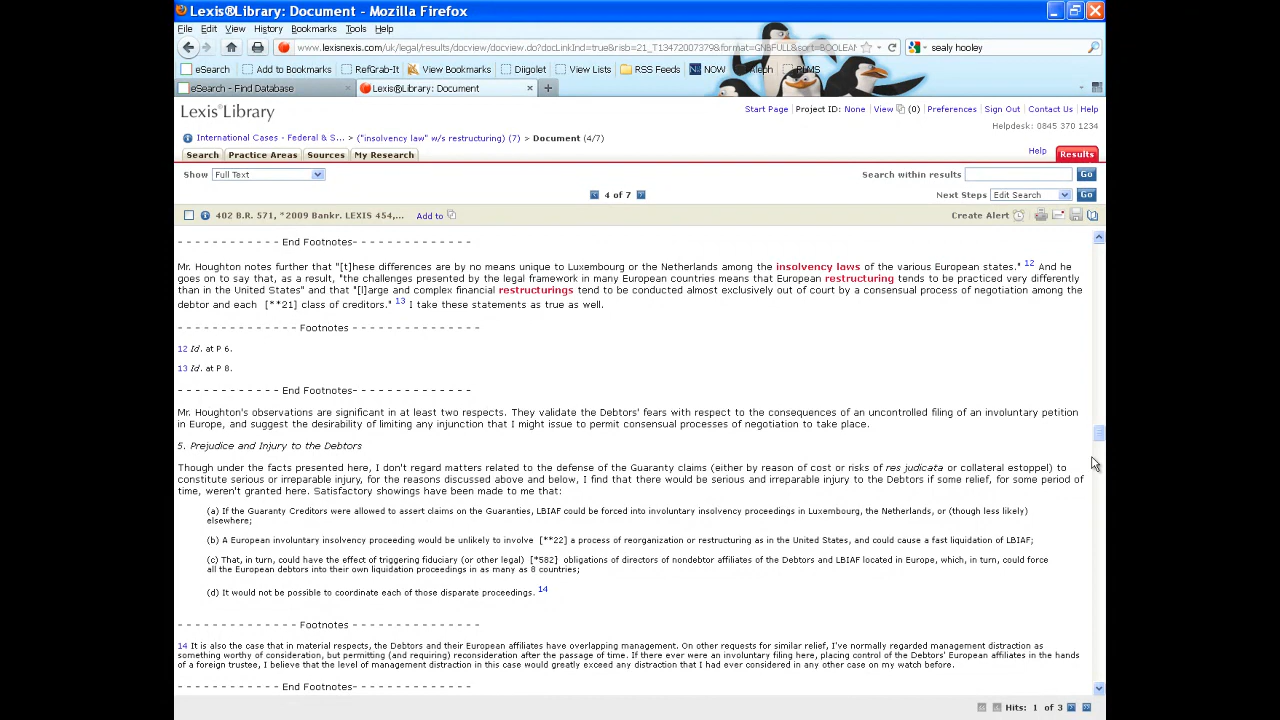 Lexis®Library: Document - Mozilla Firefox
File Edit View History Bookmarks Tools Help
www.lexisnexis.com/uk/legal/results/docview/docview.do?docLinkInd=true&risb=21_T13472007379&format=GNBFULL&sort=BOOLEAN sealy hooley
eSearch Add to Bookmarks RefGrab-It View Bookmarks Diigolet View Lists RSS Feeds NOW
eSearch - Find Database Lexis®Library: Document
Lexis®Library Start Page Project ID: None View (0) Preferences Sign Out Contact Us Help
Helpdesk: 0845 370 1234
International Cases - Federal & S... > ("insolvency law" w/s restructuring) (7) > Document (4/7)
Search Practice Areas Sources My Research Help Results
Show Full Text Search within results Go
4 of 7 Next Steps Edit Search Go
402 B.R. 571, *2009 Bankr. LEXIS 454,... Add to Create Alert
- - - - - - - - - - - - End Footnotes- - - - - - - - - - - - - -
Mr. Houghton notes further that "[t]hese differences are by no means unique to Luxembourg or the Netherlands among the insolvency laws of the various European states." 12 And he
goes on to say that, as a result, "the challenges presented by the legal framework in many European countries means that European restructuring tends to be practiced very differently
than in the United States" and that "[l]arge and complex financial restructurings tend to be conducted almost exclusively out of court by a consensual process of negotiation among the
debtor and each [**21] class of creditors." 13 I take these statements as true as well.
- - - - - - - - - - - - - - Footnotes - - - - - - - - - - - - - - -
12 Id. at P 6.
13 Id. at P 8.
- - - - - - - - - - - - End Footnotes- - - - - - - - - - - - - -
Mr. Houghton's observations are significant in at least two respects. They validate the Debtors' fears with respect to the consequences of an uncontrolled filing of an involuntary petition
in Europe, and suggest the desirability of limiting any injunction that I might issue to permit consensual processes of negotiation to take place.
5. Prejudice and Injury to the Debtors
Though under the facts presented here, I don't regard matters related to the defense of the Guaranty claims (either by reason of cost or risks of res judicata or collateral estoppel) to
constitute serious or irreparable injury, for the reasons discussed above and below, I find that there would be serious and irreparable injury to the Debtors if some relief, for some period of
time, weren't granted here. Satisfactory showings have been made to me that:
(a) If the Guaranty Creditors were allowed to assert claims on the Guaranties, LBIAF could be forced into involuntary insolvency proceedings in Luxembourg, the Netherlands, or (though less likely)
elsewhere;
(b) A European involuntary insolvency proceeding would be unlikely to involve [**22] a process of reorganization or restructuring as in the United States, and could cause a fast liquidation of LBIAF;
(c) That, in turn, could have the effect of triggering fiduciary (or other legal) [*582] obligations of directors of nondebtor affiliates of the Debtors and LBIAF located in Europe, which, in turn, could force
all the European debtors into their own liquidation proceedings in as many as 8 countries;
(d) It would not be possible to coordinate each of those disparate proceedings. 14
- - - - - - - - - - - - - - Footnotes - - - - - - - - - - - - - - -
14 It is also the case that in material respects, the Debtors and their European affiliates have overlapping management. On other requests for similar relief, I've normally regarded management distraction as
something worthy of consideration, but permitting (and requiring) reconsideration after the passage of time. If there ever were an involuntary filing here, placing control of the Debtors' European affiliates in the hands
of a foreign trustee, I believe that the level of management distraction in this case would greatly exceed any distraction that I had ever considered in any other case on my watch before.
- - - - - - - - - - - - End Footnotes- - - - - - - - - - - - - -
Hits: 1 of 3